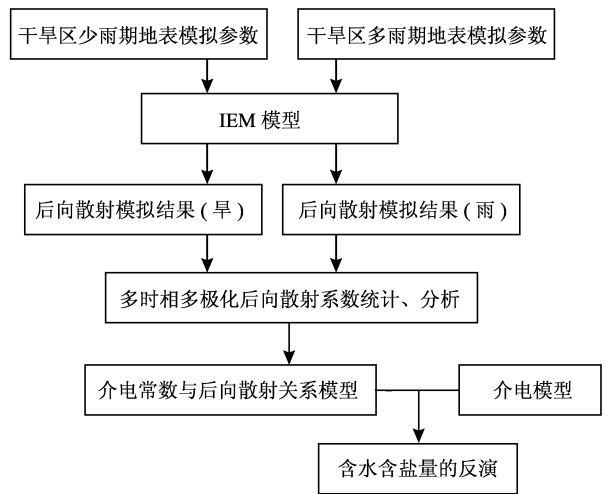 干旱区少雨期地表模拟参数
干旱区多雨期地表模拟参数
IEM 模型
后向散射模拟结果(旱)
后向散射模拟结果(雨)
多时相多极化后向散射系数统计、分析
介电常数与后向散射关系模型
介电模型
含水含盐量的反演